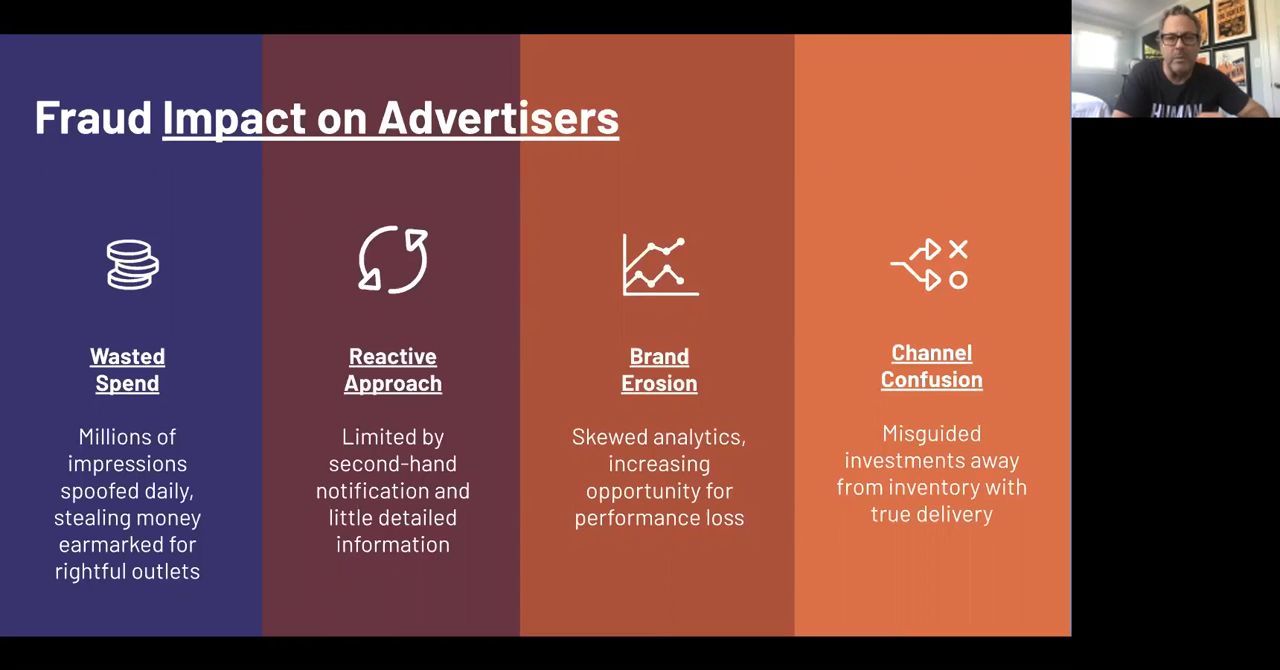 Fraud Impact on Advertisers
Wasted
Spend
Millions of
impressions
spoofed daily,
stealing money
earmarked for
rightful outlets
Reactive
Approach
Limited by
second-hand
notification and
little detailed
information
Brand
Erosion
Skewed analytics,
increasing
opportunity for
performance loss
Channel
Confusion
Misguided
investments away
from inventory with
true delivery
HUMAN